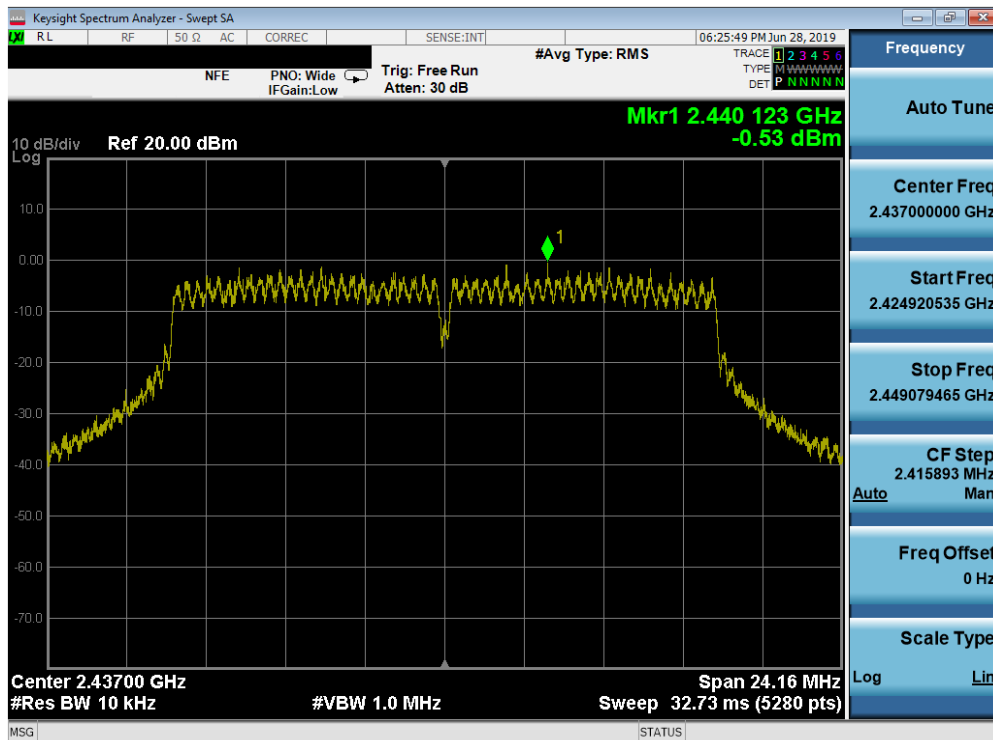 Keysight Spectrum Analyzer - Swept SA
LXI RL RF 50 Ω AC CORREC SENSE:INT 06:25:49 PM Jun 28, 2019
#Avg Type: RMS TRACE 1 2 3 4 5 6
NFE PNO: Wide Trig: Free Run TYPE M W W W W W
IFGain:Low Atten: 30 dB DET P N N N N N
Mkr1 2.440 123 GHz
-0.53 dBm
10 dB/div Ref 20.00 dBm
Log
10.0
1
0.00
-10.0
-20.0
-30.0
-40.0
-50.0
-60.0
-70.0
Center 2.43700 GHz Span 24.16 MHz
#Res BW 10 kHz #VBW 1.0 MHz Sweep 32.73 ms (5280 pts)
MSG STATUS
Frequency
Auto Tune
Center Freq
2.437000000 GHz
Start Freq
2.424920535 GHz
Stop Freq
2.449079465 GHz
CF Step
2.415893 MHz
Auto Man
Freq Offset
0 Hz
Scale Type
Log Lin